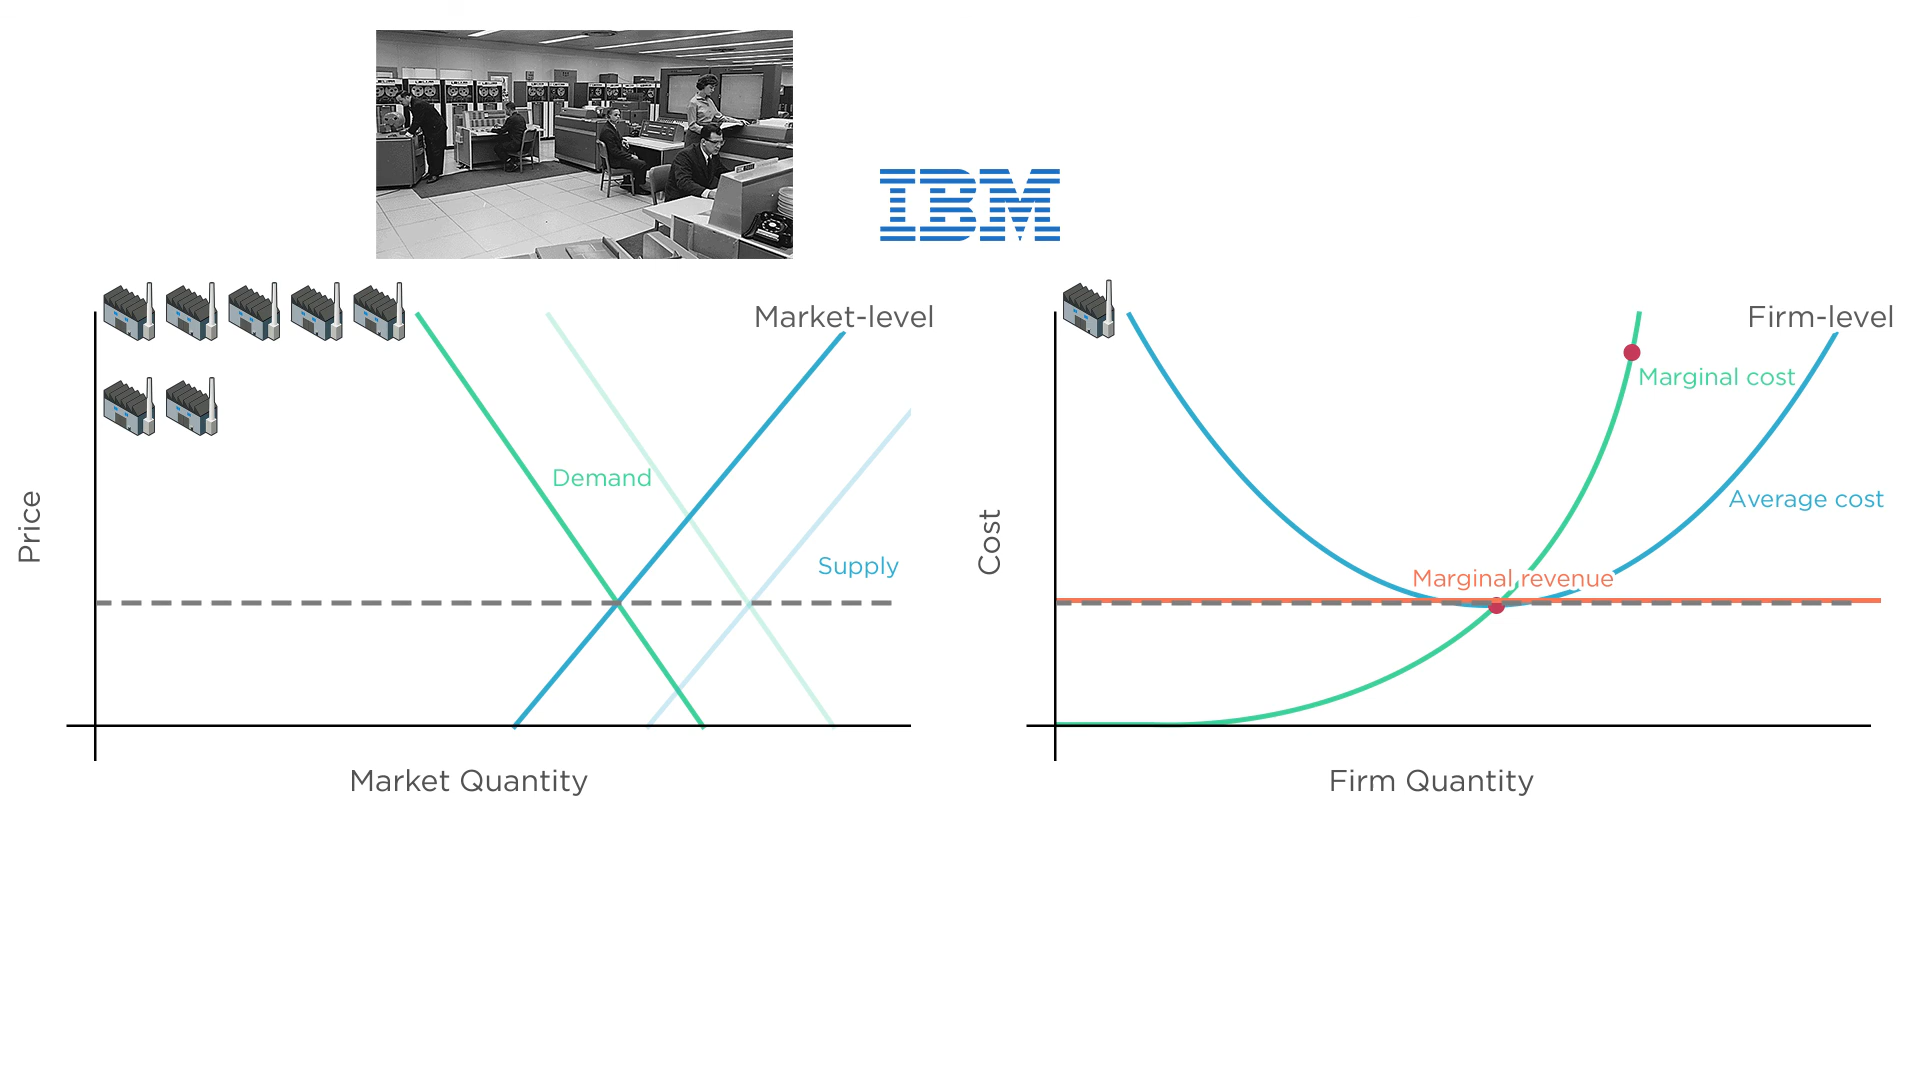 IBM
Market-level
Firm-level
Marginal cost
Demand
Average cost
Price
Cost
Supply
Marginal revenue
Market Quantity
Firm Quantity